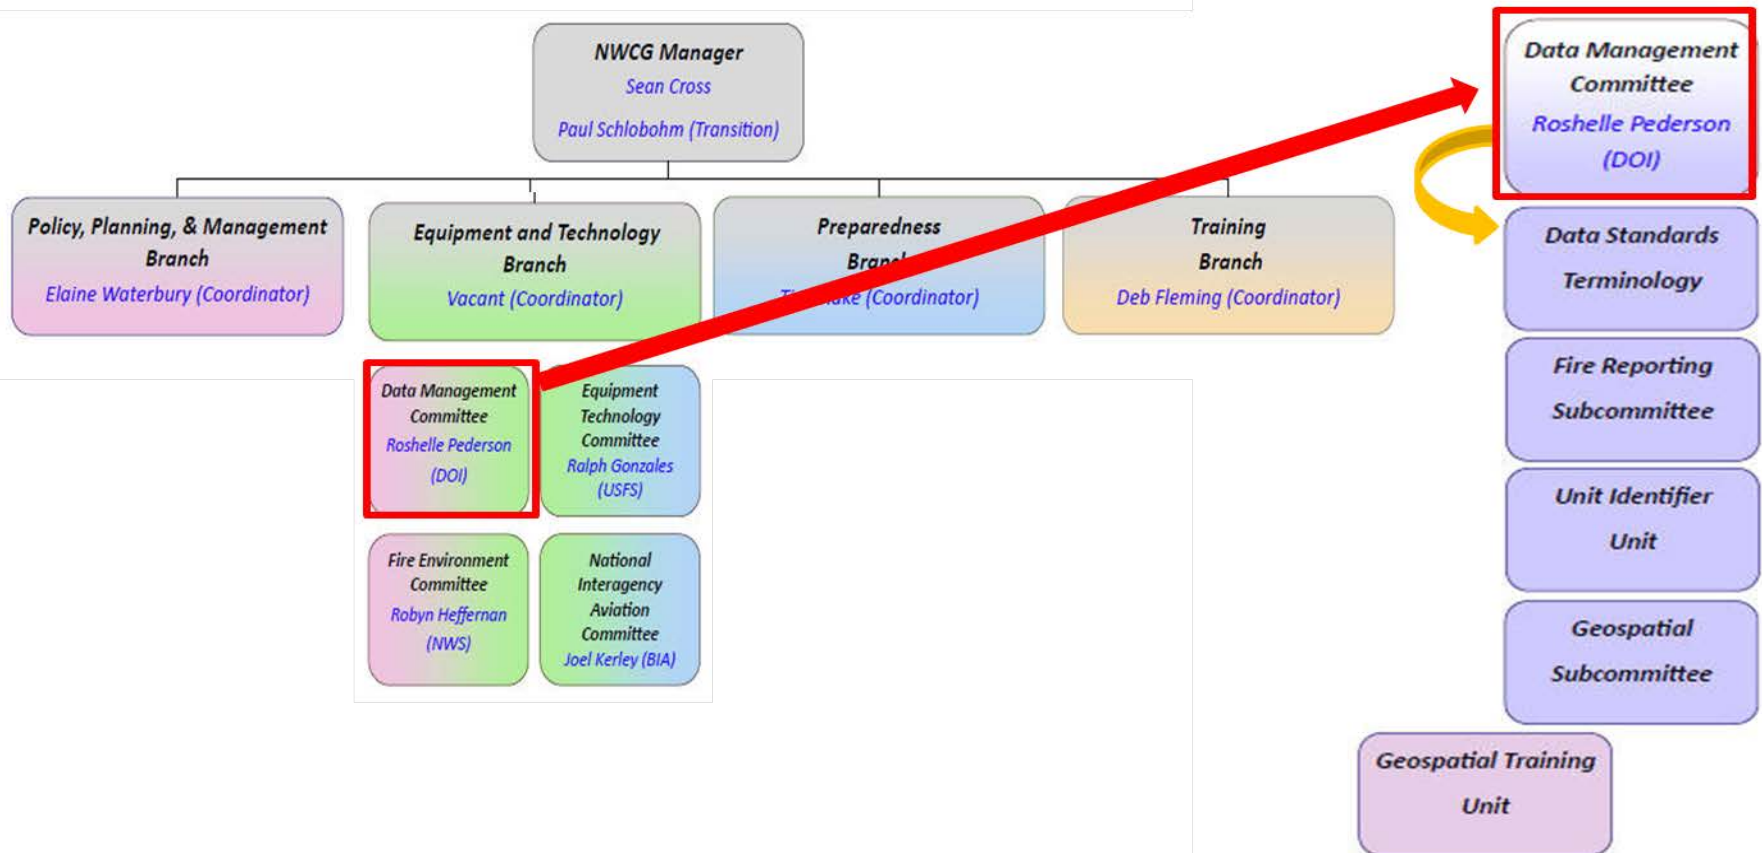 NWCG Manager
Sean Cross
Paul Schlobohm (Transition)
Policy, Planning, & Management
Branch
Elaine Waterbury (Coordinator)
Equipment and Technology
Branch
Vacant (Coordinator)
Preparedness
Branch
(Coordinator)
Training
Branch
Deb Fleming (Coordinator)
Data Management
Committee
Roshelle Pederson
(DOI)
Equipment
Technology
Committee
Ralph Gonzales
(USFS)
Fire Environment
Committee
Robyn Heffernan
(NWS)
National
Interagency
Aviation
Committee
Joel Kerley (BIA)
Data Management
Committee
Roshelle Pederson
(DOI)
Data Standards
Terminology
Fire Reporting
Subcommittee
Unit Identifier
Unit
Geospatial
Subcommittee
Geospatial Training
Unit